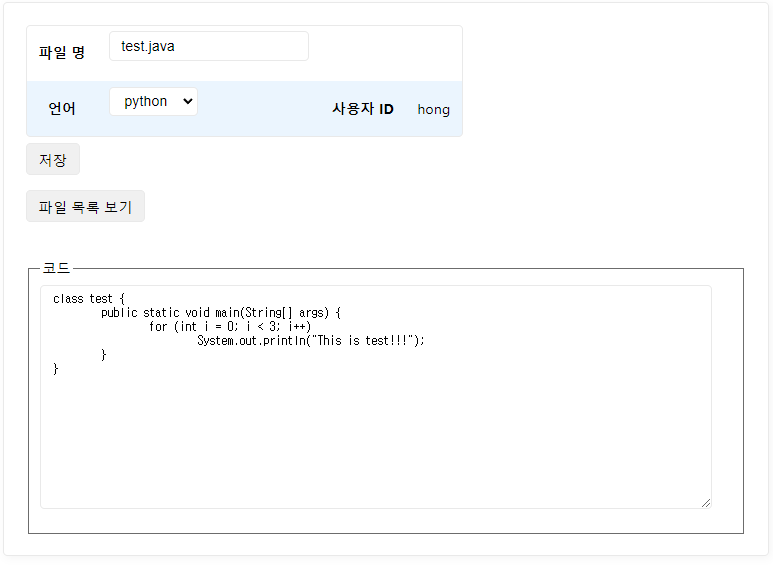 파일 명 test.java
언어 python 사용자 ID hong
저장
파일 목록 보기
코드
class test {
        public static void main(String[] args) {
                for (int i = 0; i < 3; i++)
                        System.out.println("This is test!!!");
        }
}